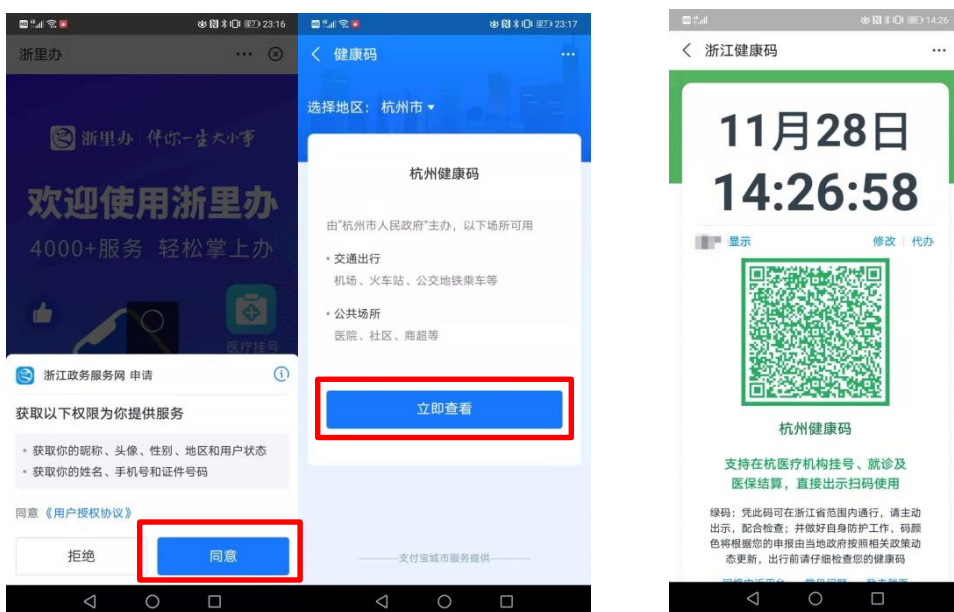 23:16
浙里办
浙里办 伴你一生大小事
欢迎使用浙里办
4000+服务 轻松掌上办
医疗挂号
浙江政务服务网 申请
获取以下权限为你提供服务
• 获取你的昵称、头像、性别、地区和用户状态
• 获取你的姓名、手机号和证件号码
同意《用户授权协议》
拒绝
同意
23:17
健康码
选择地区：杭州市
杭州健康码
由"杭州市人民政府"主办，以下场所可用
• 交通出行
机场、火车站、公交地铁乘车等
• 公共场所
医院、社区、商超等
立即查看
支付宝城市服务提供
14:26
浙江健康码
11月28日
14:26:58
显示
修改 | 代办
杭州健康码
支持在杭医疗机构挂号、就诊及
医保结算，直接出示扫码使用
绿码：凭此码可在浙江省范围内通行，请主动
出示，配合检查；并做好自身防护工作，码颜
色将根据您的申报由当地政府按照相关政策动
态更新，出行前请仔细检查您的健康码